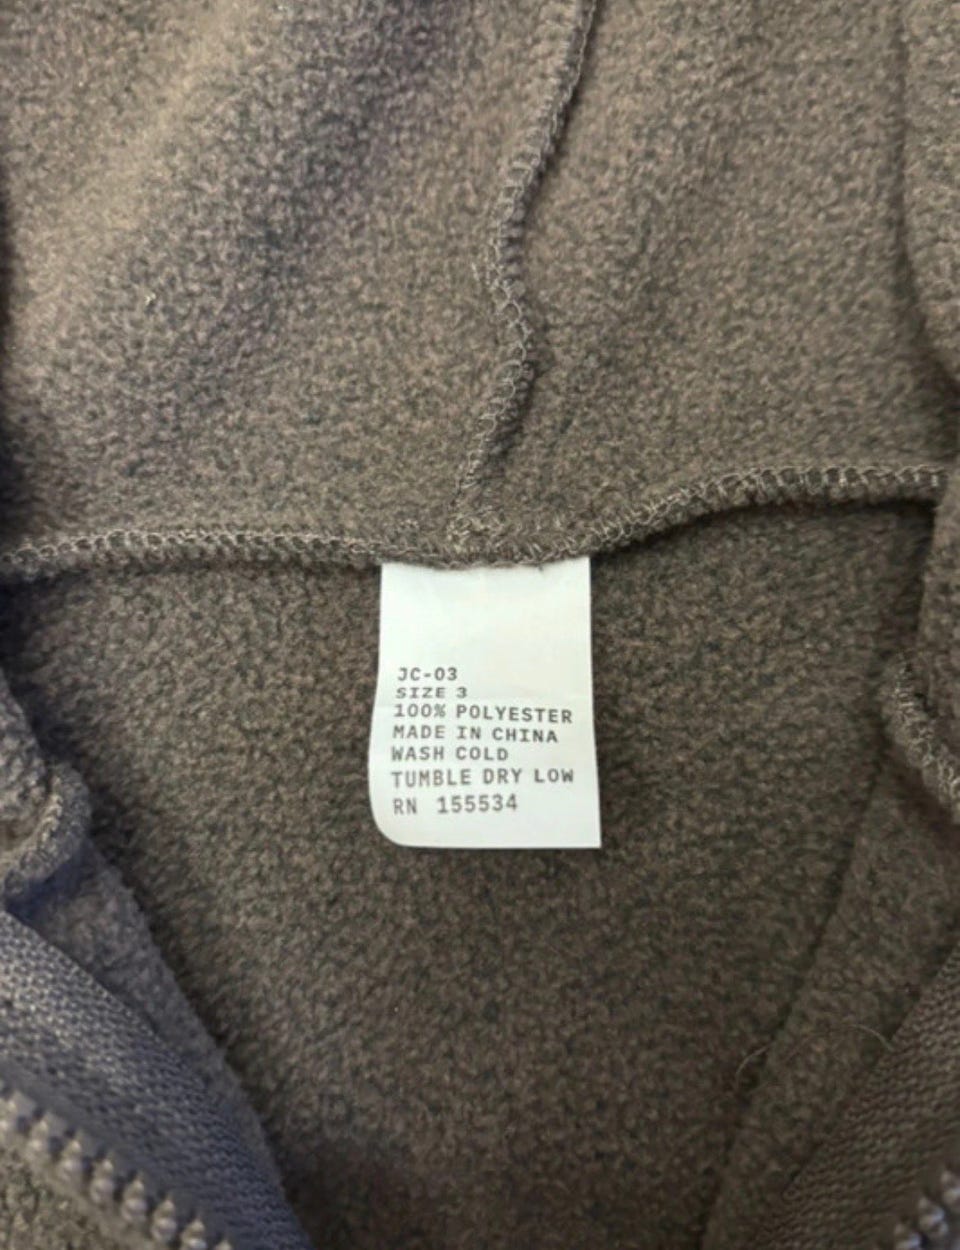 JC-03
SIZE 3
100% POLYESTER
MADE IN CHINA
WASH COLD
TUMBLE DRY LOW
RN 155534